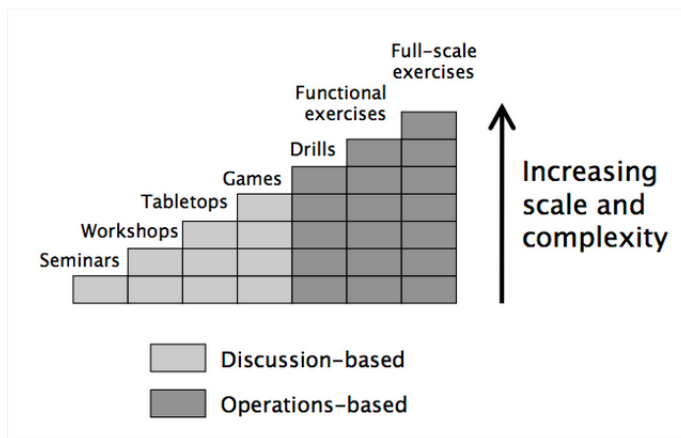 Full-scale
exercises
Functional
exercises
Drills
Games
Tabletops
Workshops
Seminars
Increasing
scale and
complexity
Discussion-based
Operations-based